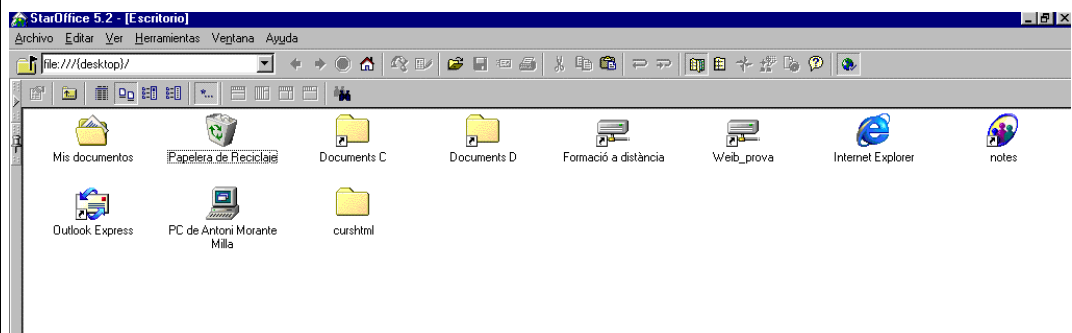 StarOffice 5.2 - [Escritorio]
Archivo Editar Ver Herramientas Ventana Ayuda
file:///{desktop}/
Mis documentos
Papelera de Reciclaje
Documents C
Documents D
Formació a distància
Weib_prova
Internet Explorer
notes
Outlook Express
PC de Antoni Morante
Milla
curshtml